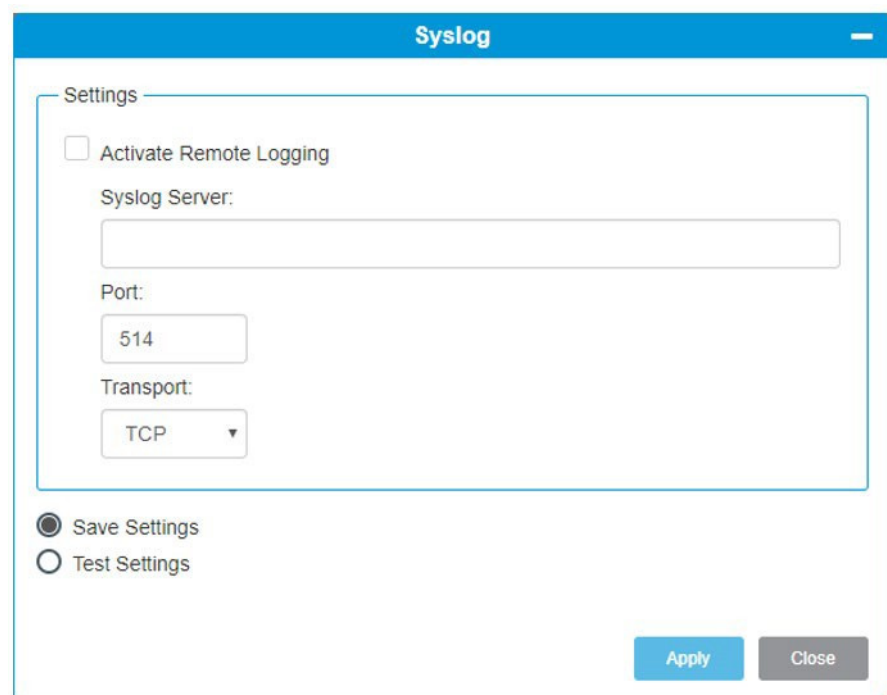 Syslog
Settings
Activate Remote Logging
Syslog Server:
Port:
514
Transport:
TCP
Save Settings
Test Settings
Apply Close